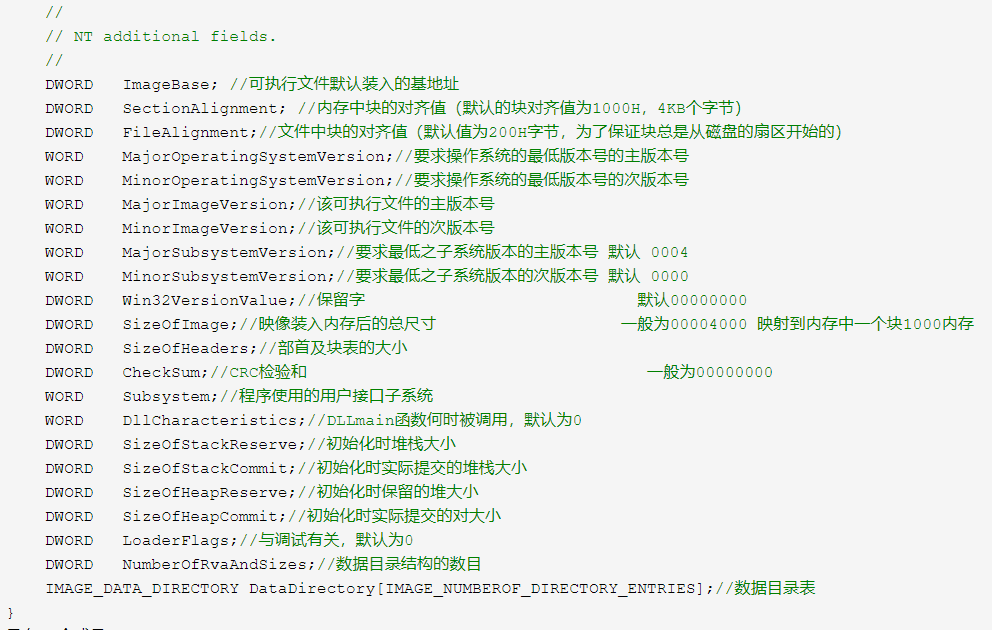 //
// NT additional fields.
//
DWORD   ImageBase; //可执行文件默认装入的基地址
DWORD   SectionAlignment; //内存中块的对齐值（默认的块对齐值为1000H，4KB个字节）
DWORD   FileAlignment;//文件中块的对齐值（默认值为200H字节，为了保证块总是从磁盘的扇区开始的）
WORD    MajorOperatingSystemVersion;//要求操作系统的最低版本号的主版本号
WORD    MinorOperatingSystemVersion;//要求操作系统的最低版本号的次版本号
WORD    MajorImageVersion;//该可执行文件的主版本号
WORD    MinorImageVersion;//该可执行文件的次版本号
WORD    MajorSubsystemVersion;//要求最低之子系统版本的主版本号 默认 0004
WORD    MinorSubsystemVersion;//要求最低之子系统版本的次版本号 默认 0000
DWORD   Win32VersionValue;//保留字                              默认00000000
DWORD   SizeOfImage;//映像装入内存后的总尺寸                    一般为00004000 映射到内存中一个块1000内存
DWORD   SizeOfHeaders;//部首及块表的大小
DWORD   CheckSum;//CRC检验和                                    一般为00000000
WORD    Subsystem;//程序使用的用户接口子系统
WORD    DllCharacteristics;//DLLmain函数何时被调用，默认为0
DWORD   SizeOfStackReserve;//初始化时堆栈大小
DWORD   SizeOfStackCommit;//初始化时实际提交的堆栈大小
DWORD   SizeOfHeapReserve;//初始化时保留的堆大小
DWORD   SizeOfHeapCommit;//初始化时实际提交的对大小
DWORD   LoaderFlags;//与调试有关，默认为0
DWORD   NumberOfRvaAndSizes;//数据目录结构的数目
IMAGE_DATA_DIRECTORY DataDirectory[IMAGE_NUMBEROF_DIRECTORY_ENTRIES];//数据目录表
}